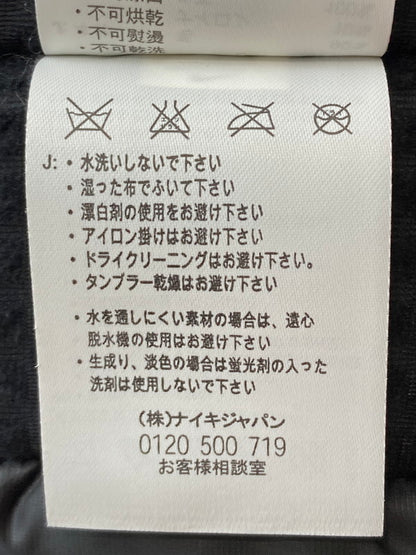 ・不可烘乾
・不可熨燙
・不可乾洗
J: ・水洗いしないで下さい
・湿った布でふいて下さい
・漂白剤の使用をお避け下さい
・アイロン掛けはお避け下さい
・ドライクリーニングはお避け下さい。
・タンブラー乾燥はお避け下さい
・水を通しにくい素材の場合は、遠心
脱水機の使用はお避け下さい
・生成り、淡色の場合は蛍光剤の入った
洗剤は使用しないで下さい
(株)ナイキジャパン
0120 500 719
お客様相談室